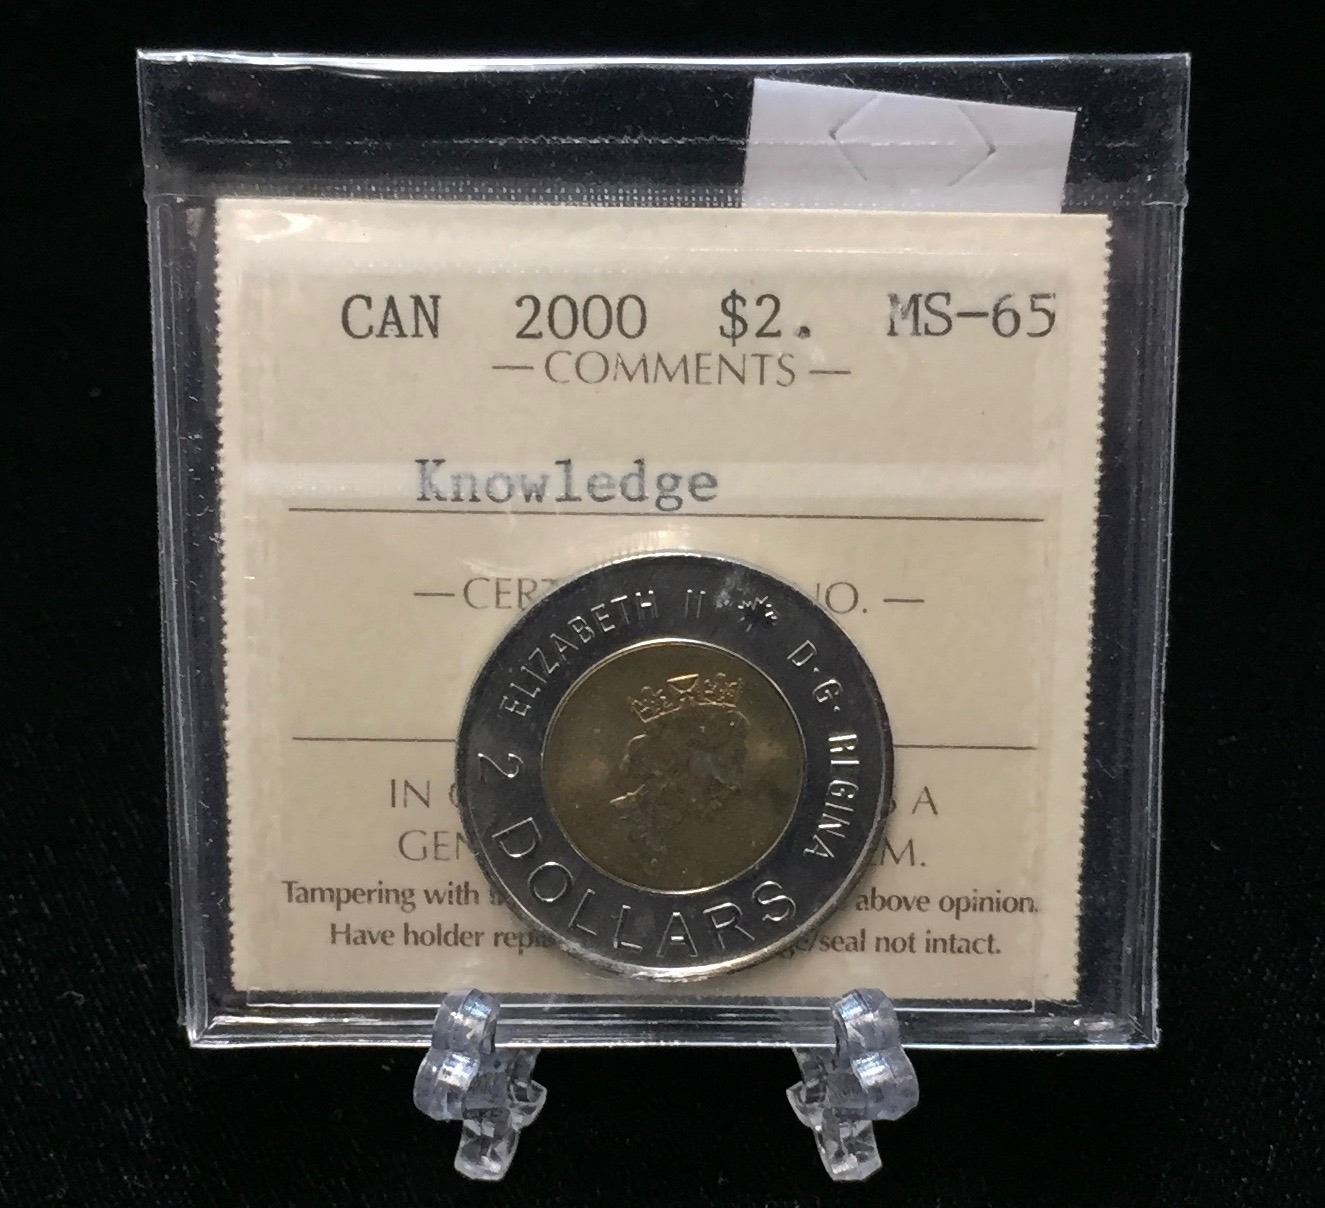 CAN 2000 $2. MS-65
— COMMENTS —
Knowledge
— CERT NO. —
ELIZABETH II D·G·REGINA
2 DOLLARS
IN A
GEN EM.
Tampering with above opinion.
Have holder /seal not intact.